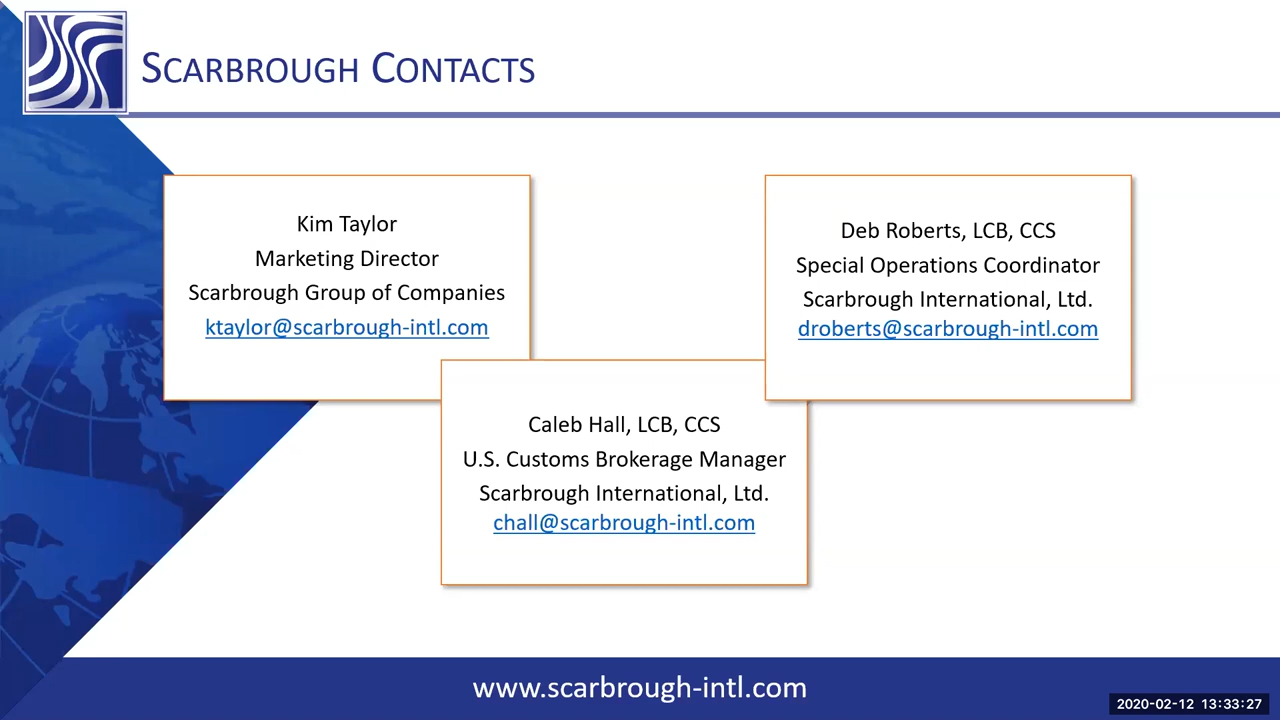 SCARBROUGH CONTACTS
Kim Taylor
Marketing Director
Scarbrough Group of Companies
ktaylor@scarbrough-intl.com
Deb Roberts, LCB, CCS
Special Operations Coordinator
Scarbrough International, Ltd.
droberts@scarbrough-intl.com
Caleb Hall, LCB, CCS
U.S. Customs Brokerage Manager
Scarbrough International, Ltd.
chall@scarbrough-intl.com
www.scarbrough-intl.com
2020-02-12 13:33:27